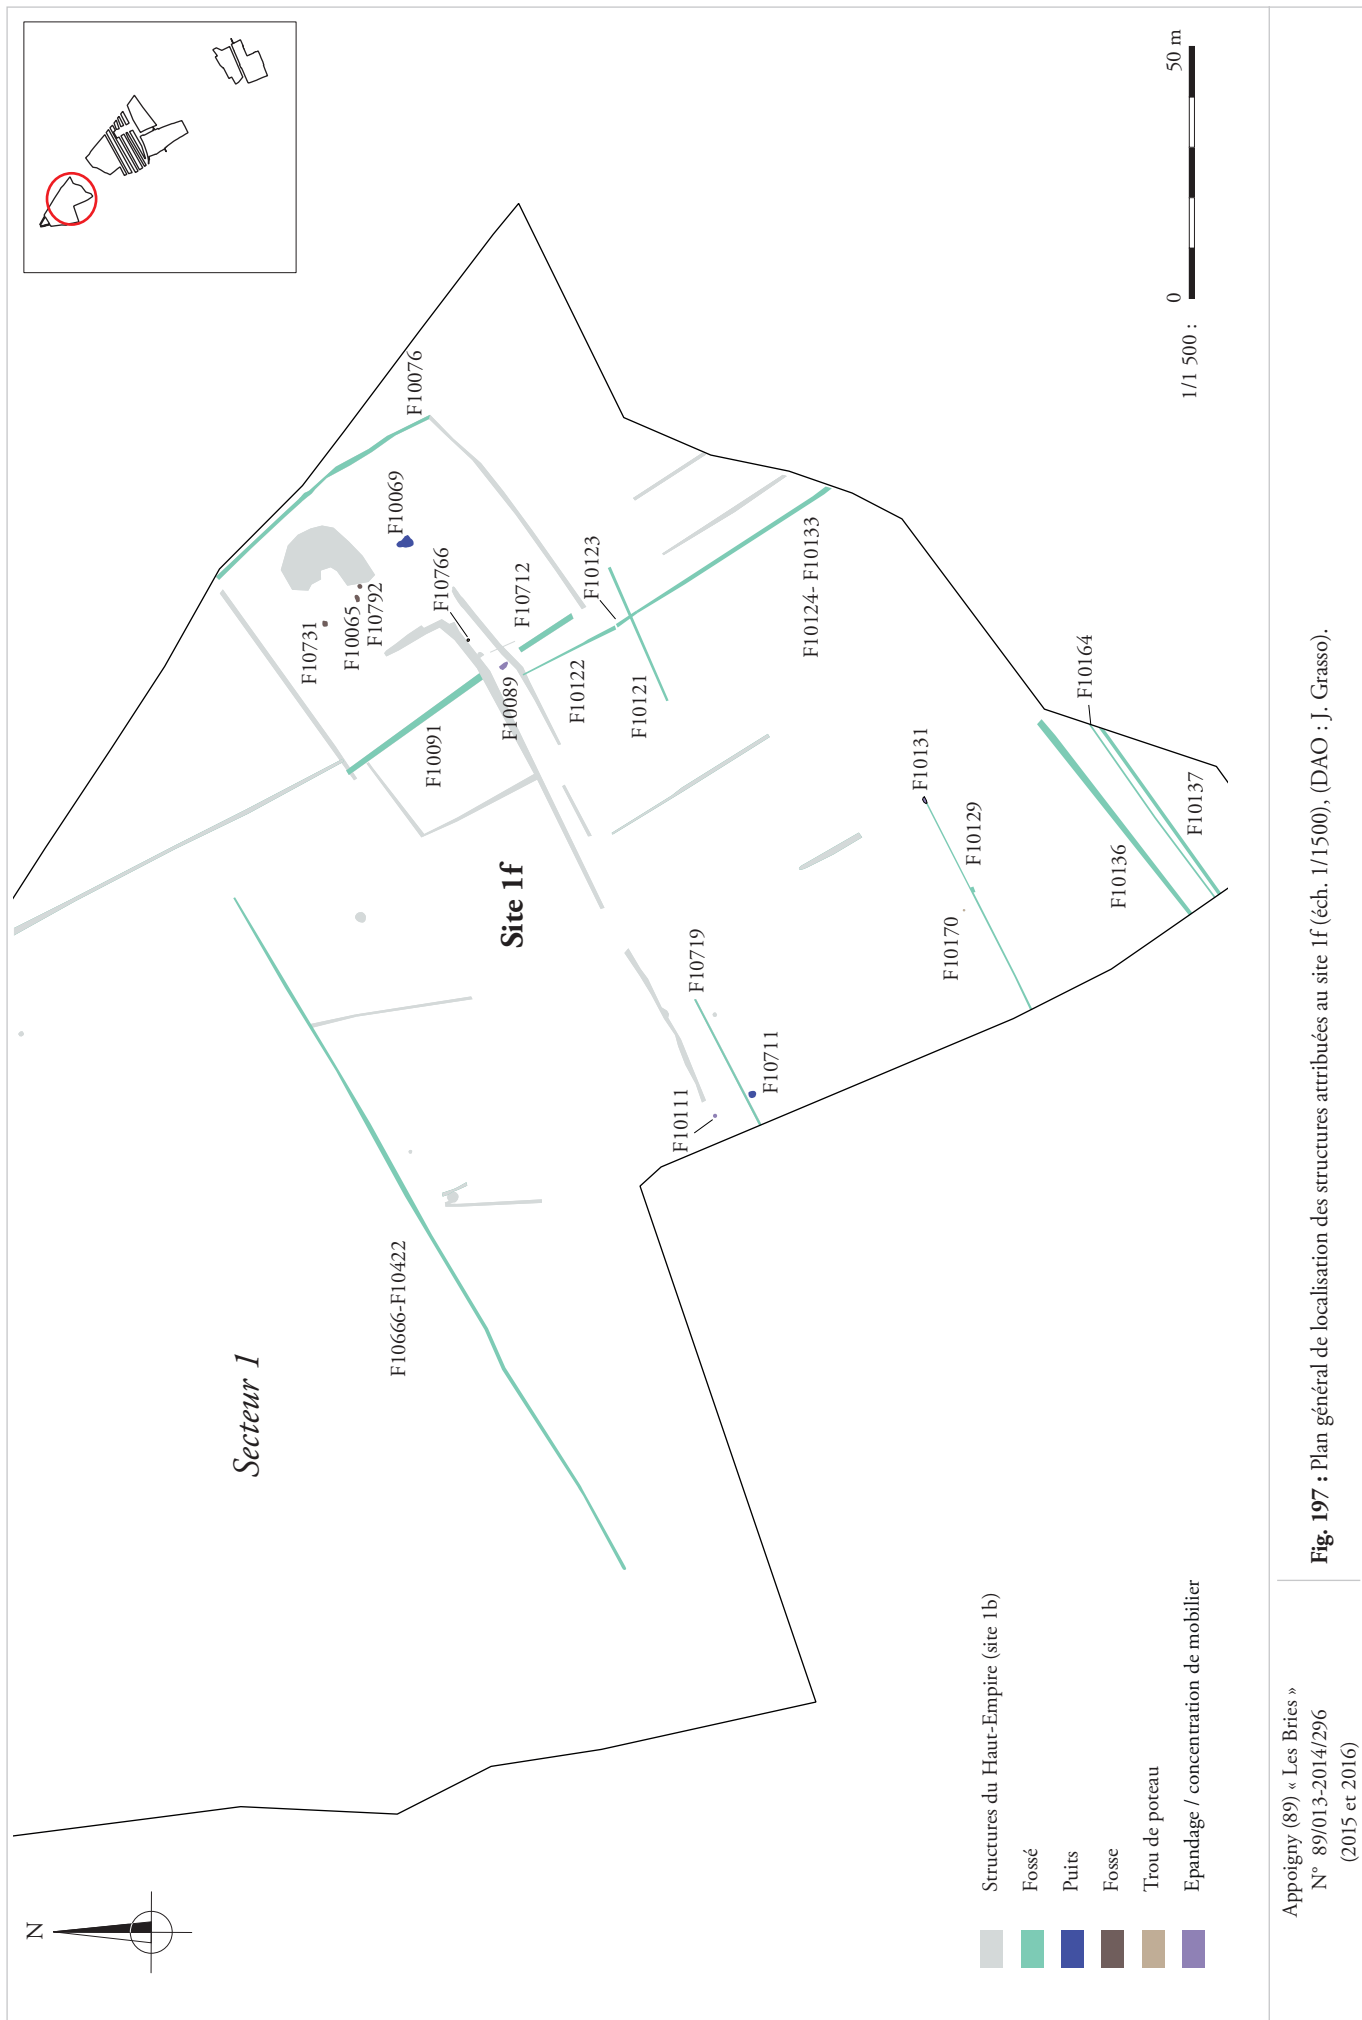 N
Secteur 1
Site 1f
F10666-F10422
F10076
F10069
F10731
F10065
F10792
F10766
F10712
F10123
F10091
F10089
F10122
F10121
F10124- F10133
F10719
F10111
F10711
F10131
F10129
F10170
F10164
F10136
F10137
Structures du Haut-Empire (site 1b)
Fossé
Puits
Fosse
Trou de poteau
Epandage / concentration de mobilier
1/1 500 :
0
50 m
Appoigny (89) « Les Bries »
N° 89/013-2014/296
(2015 et 2016)
Fig. 197 : Plan général de localisation des structures attribuées au site 1f (éch. 1/1500), (DAO : J. Grasso).